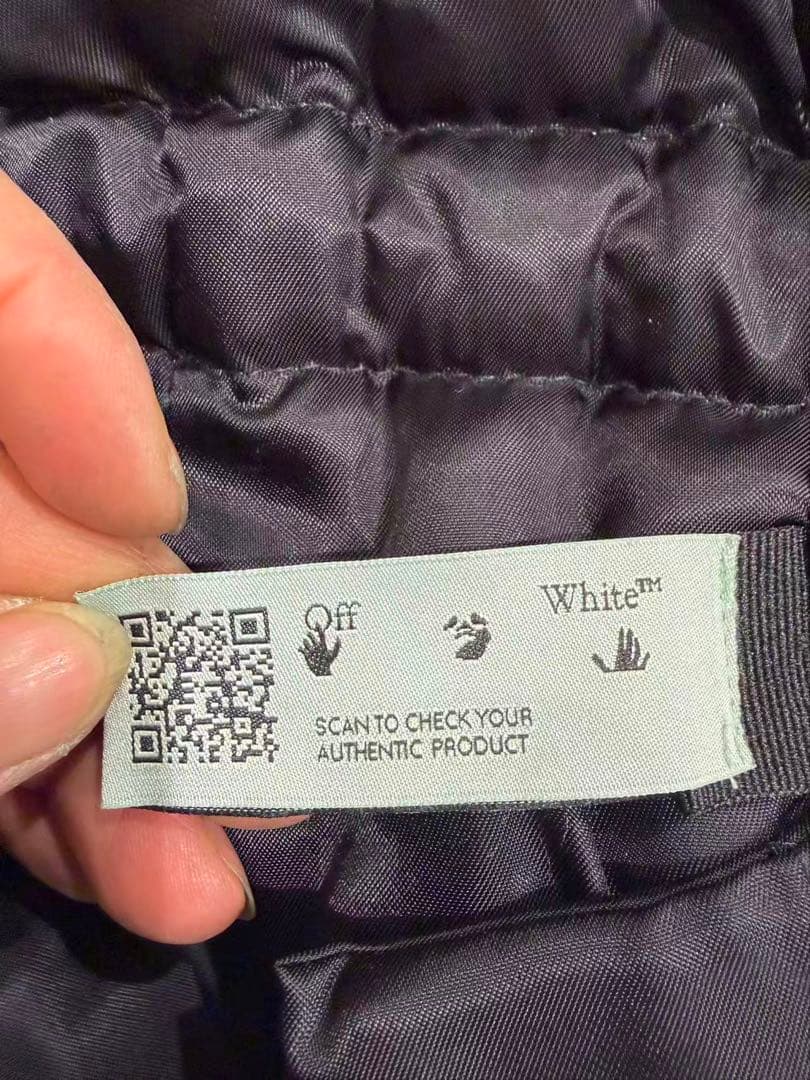 Off White™
SCAN TO CHECK YOUR
AUTHENTIC PRODUCT